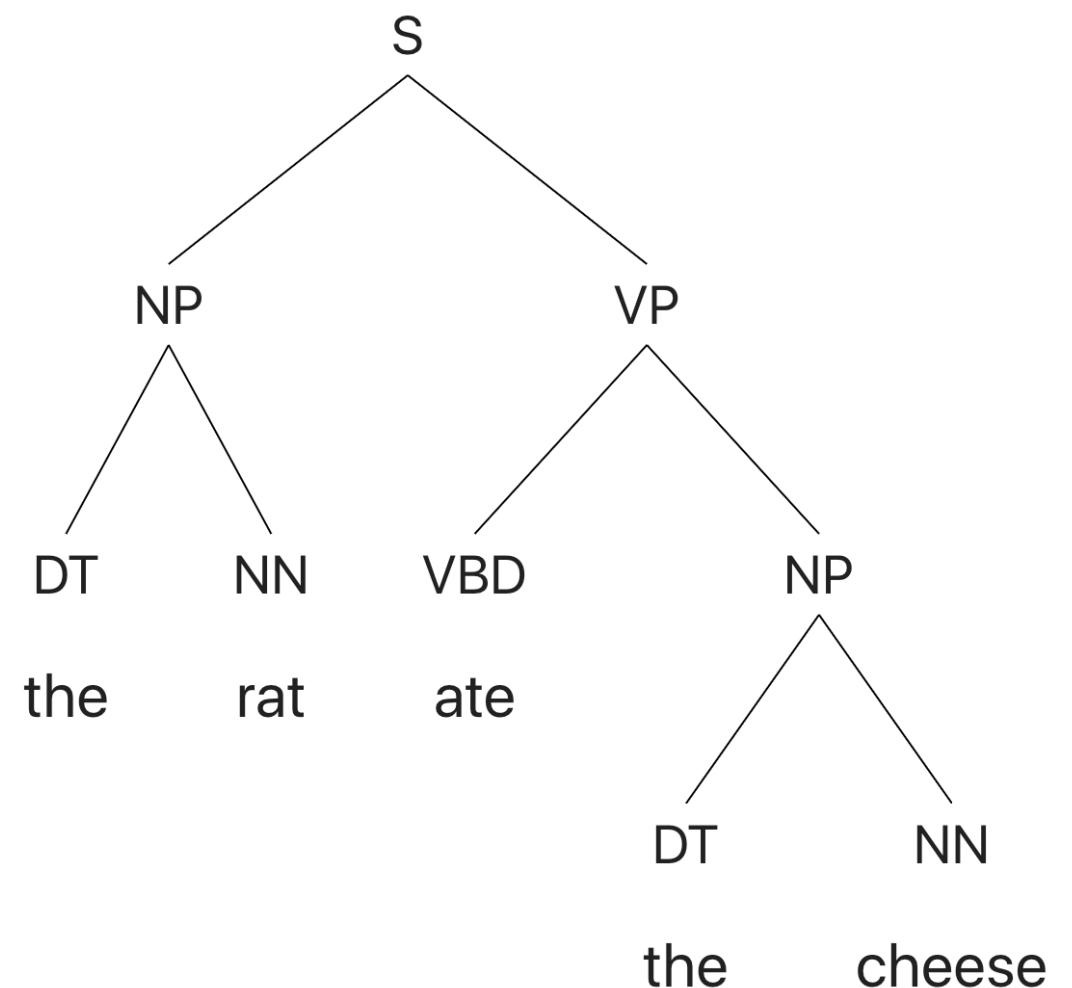 S
NP VP
DT NN VBD NP
the rat ate
DT NN
the cheese